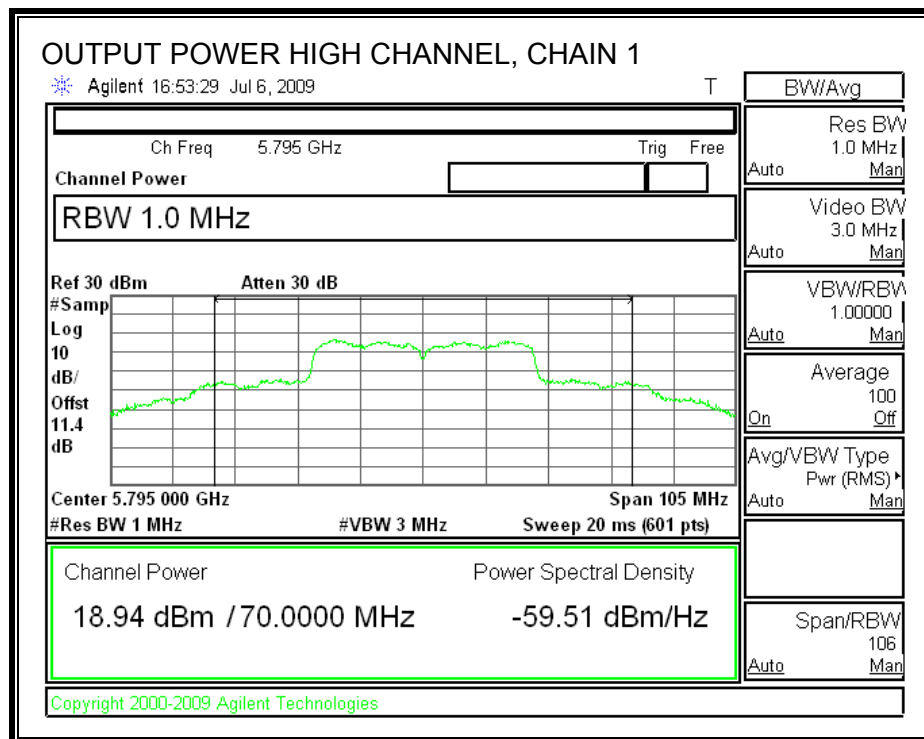 OUTPUT POWER HIGH CHANNEL, CHAIN 1
Agilent 16:53:29 Jul 6, 2009 T
Ch Freq 5.795 GHz Trig Free
Channel Power
RBW 1.0 MHz
Ref 30 dBm Atten 30 dB
#Samp
Log
10
dB/
Offst
11.4
dB
Center 5.795 000 GHz Span 105 MHz
#Res BW 1 MHz #VBW 3 MHz Sweep 20 ms (601 pts)
Channel Power Power Spectral Density
18.94 dBm / 70.0000 MHz -59.51 dBm/Hz
Copyright 2000-2009 Agilent Technologies
BW/Avg
Res BW
1.0 MHz
Auto Man
Video BW
3.0 MHz
Auto Man
VBW/RBW
1.00000
Auto Man
Average
100
On Off
Avg/VBW Type
Pwr (RMS)
Auto Man
Span/RBW
106
Auto Man